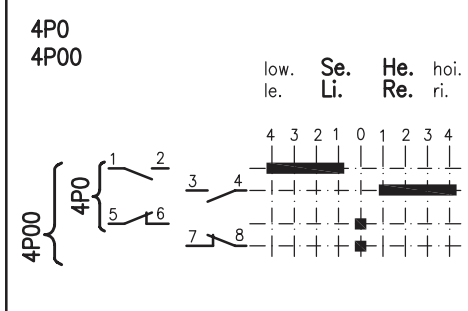 4P0
4P00
low. Se. He. hoi.
le. Li. Re. ri.
4 3 2 1 0 1 2 3 4
1 2
3 4
4P0
5 6
4P00
7 8